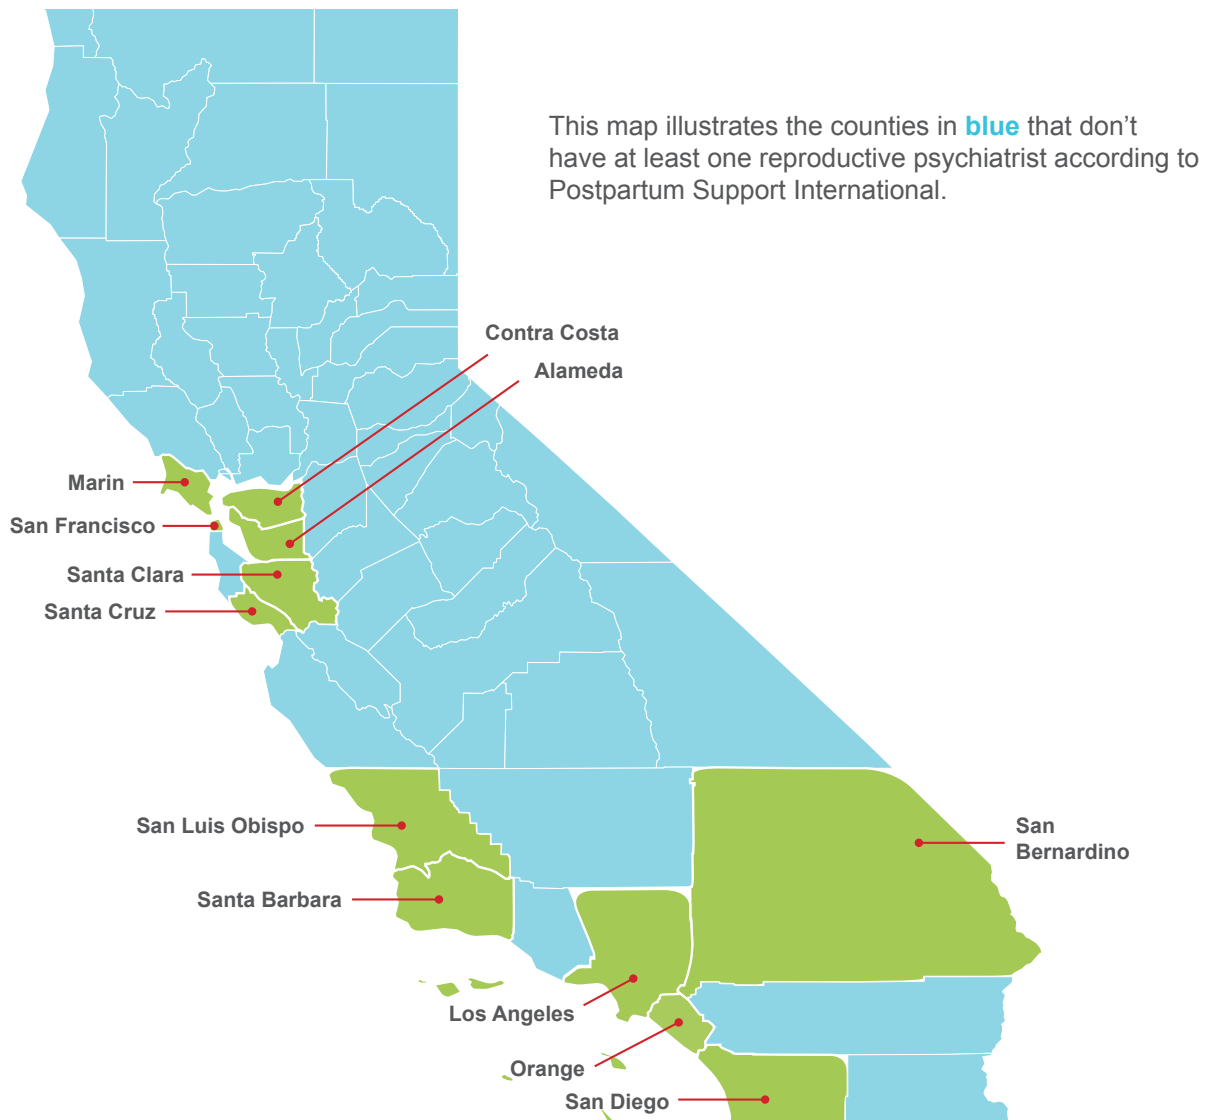 This map illustrates the counties in blue that don’t
have at least one reproductive psychiatrist according to
Postpartum Support International.
Contra Costa
Alameda
Marin
San Francisco
Santa Clara
Santa Cruz
San Luis Obispo
San
Bernardino
Santa Barbara
Los Angeles
Orange
San Diego